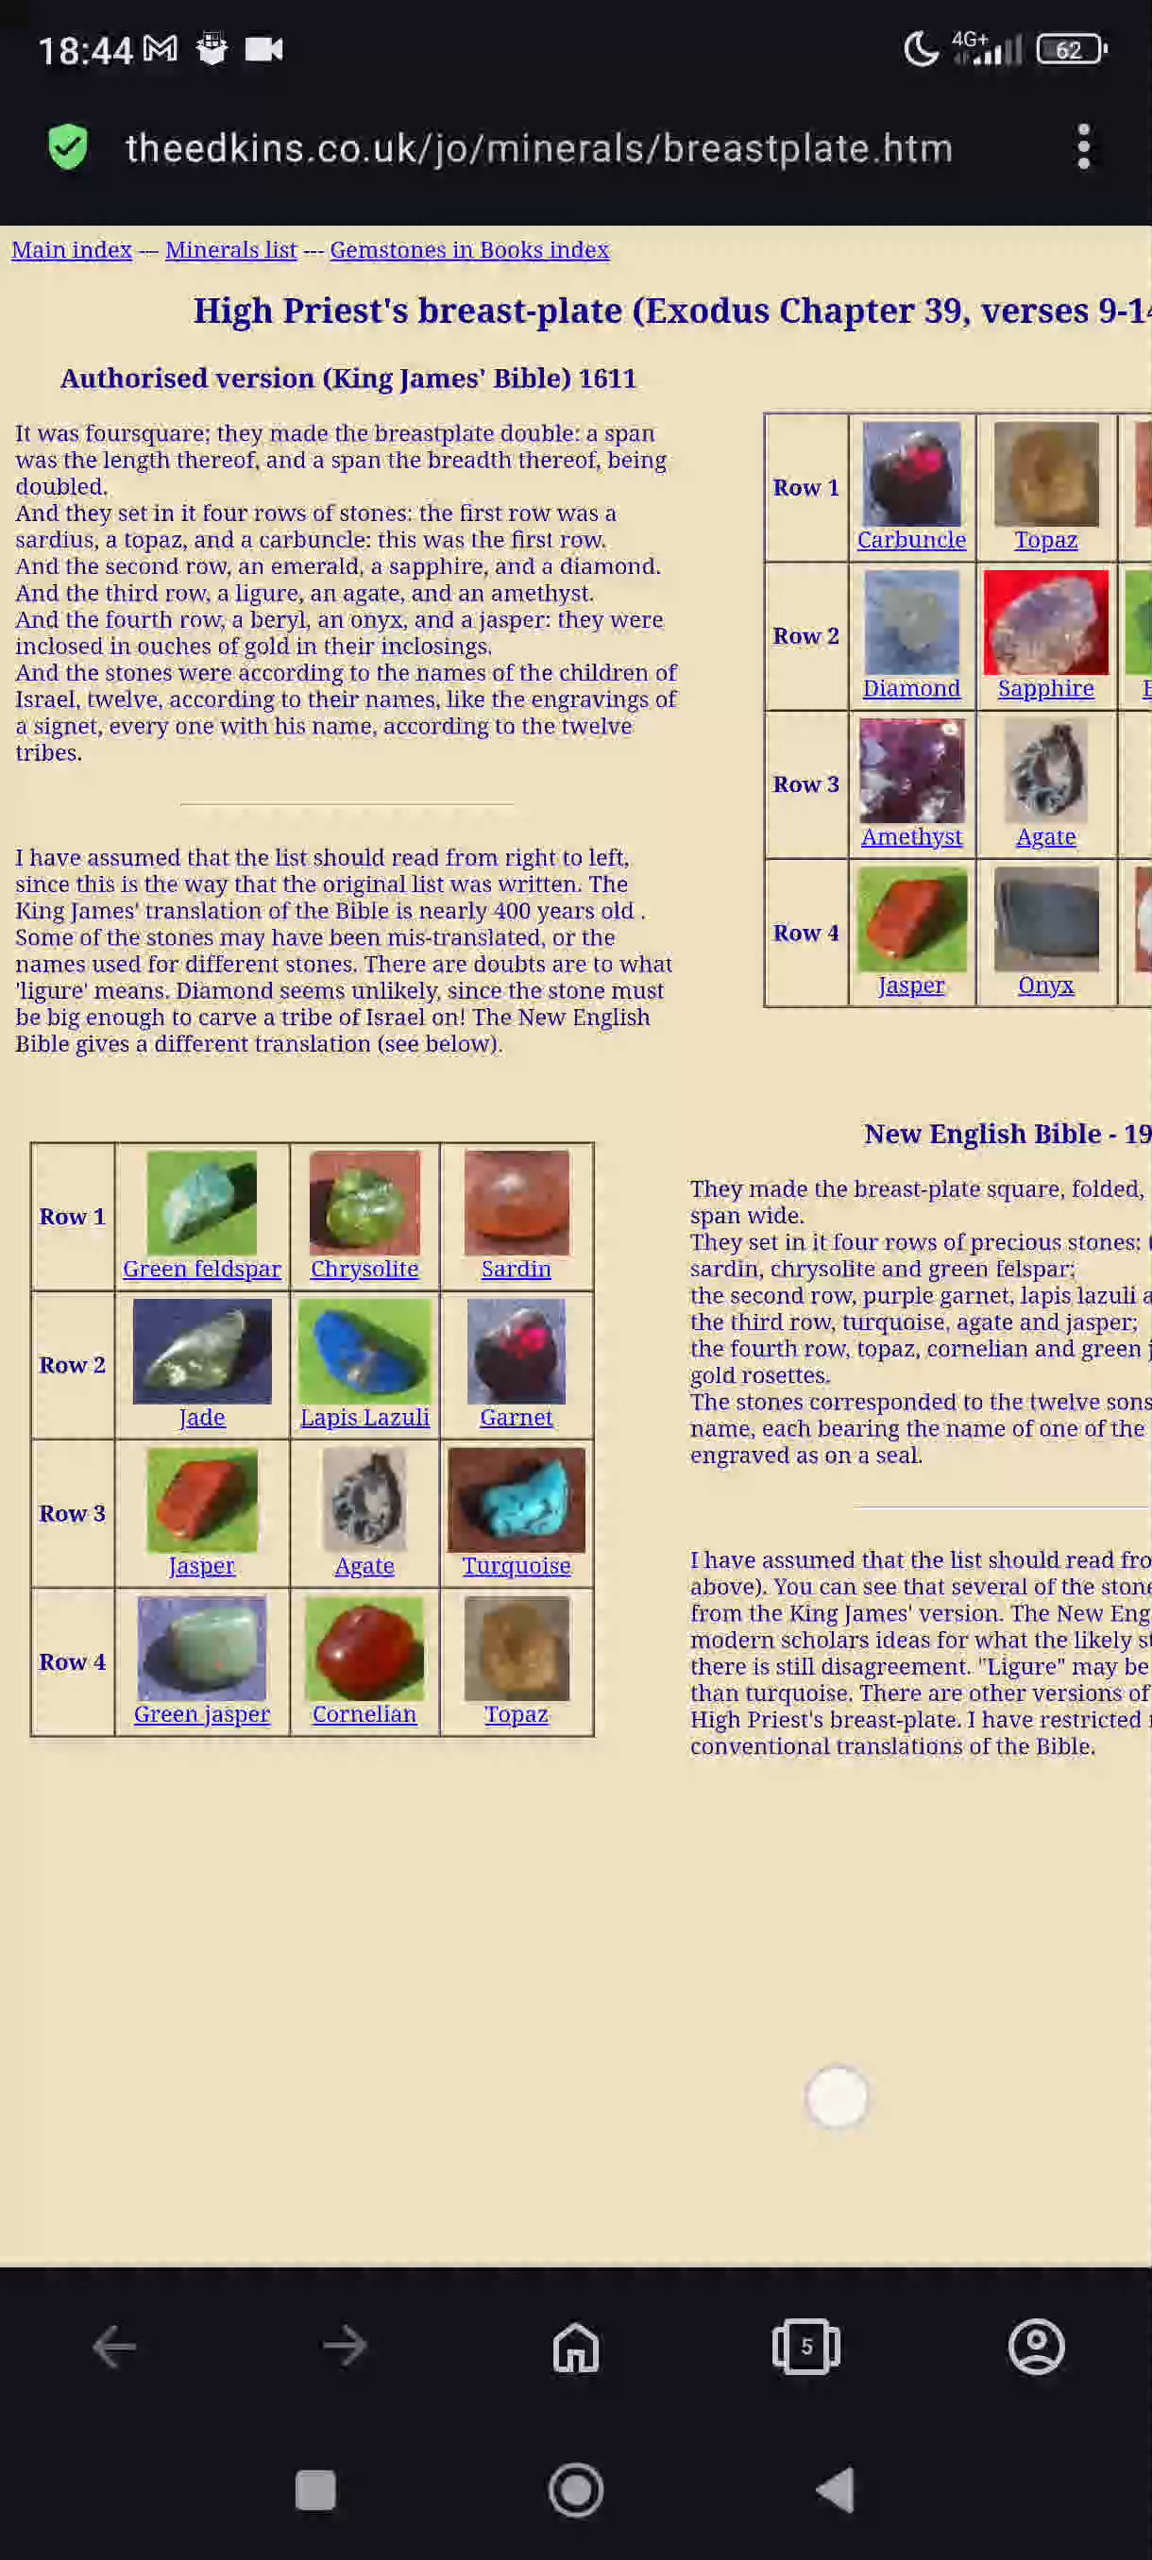 18:44
4G+
62
theedkins.co.uk/jo/minerals/breastplate.htm
Main index --- Minerals list --- Gemstones in Books index
High Priest's breast-plate (Exodus Chapter 39, verses 9-14
Authorised version (King James' Bible) 1611
It was foursquare; they made the breastplate double: a span
was the length thereof, and a span the breadth thereof, being
doubled.
And they set in it four rows of stones: the first row was a
sardius, a topaz, and a carbuncle: this was the first row.
And the second row, an emerald, a sapphire, and a diamond.
And the third row, a ligure, an agate, and an amethyst.
And the fourth row, a beryl, an onyx, and a jasper: they were
inclosed in ouches of gold in their inclosings.
And the stones were according to the names of the children of
Israel, twelve, according to their names, like the engravings of
a signet, every one with his name, according to the twelve
tribes.
I have assumed that the list should read from right to left,
since this is the way that the original list was written. The
King James' translation of the Bible is nearly 400 years old .
Some of the stones may have been mis-translated, or the
names used for different stones. There are doubts are to what
'ligure' means. Diamond seems unlikely, since the stone must
be big enough to carve a tribe of Israel on! The New English
Bible gives a different translation (see below).
Row 1
Carbuncle Topaz
Row 2
Diamond Sapphire
Row 3
Amethyst Agate
Row 4
Jasper Onyx
Row 1
Green feldspar Chrysolite Sardin
Row 2
Jade Lapis Lazuli Garnet
Row 3
Jasper Agate Turquoise
Row 4
Green jasper Cornelian Topaz
New English Bible - 19
They made the breast-plate square, folded,
span wide.
They set in it four rows of precious stones:
sardin, chrysolite and green felspar;
the second row, purple garnet, lapis lazuli a
the third row, turquoise, agate and jasper;
the fourth row, topaz, cornelian and green j
gold rosettes.
The stones corresponded to the twelve sons
name, each bearing the name of one of the
engraved as on a seal.
I have assumed that the list should read fro
above). You can see that several of the stone
from the King James' version. The New Eng
modern scholars ideas for what the likely st
there is still disagreement. "Ligure" may be
than turquoise. There are other versions of
High Priest's breast-plate. I have restricted
conventional translations of the Bible.
5